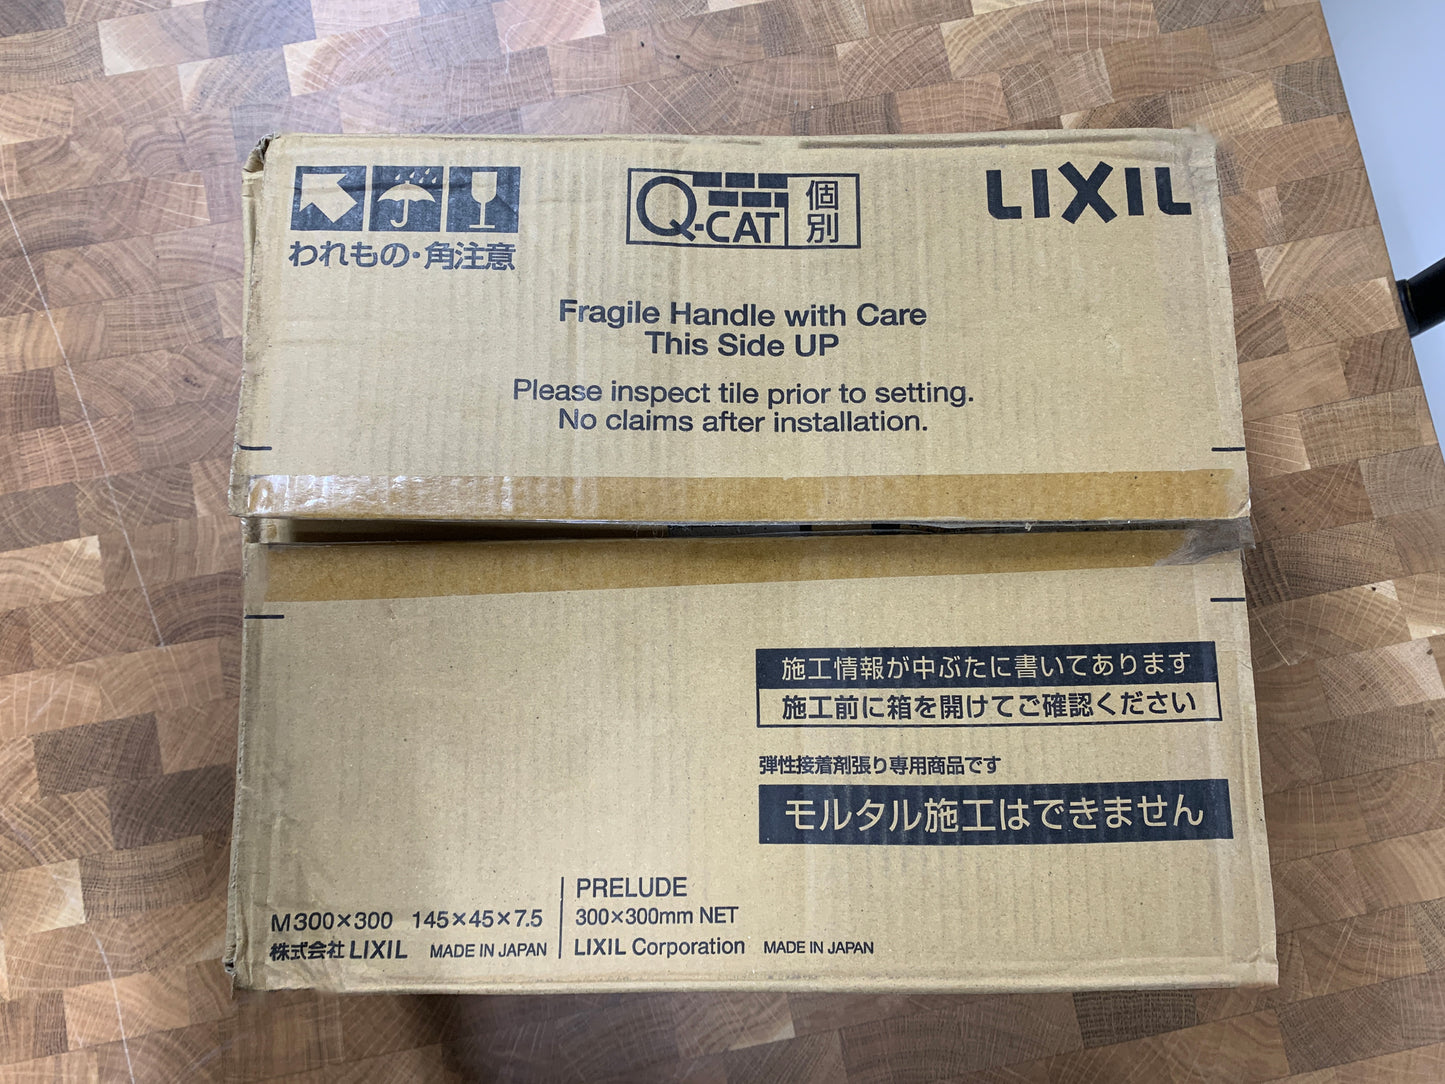 われもの・角注意
Q-CAT 個別
LIXIL
Fragile Handle with Care
This Side UP
Please inspect tile prior to setting.
No claims after installation.
施工情報が中ぶたに書いてあります
施工前に箱を開けてご確認ください
弾性接着剤張り専用商品です
モルタル施工はできません
M300×300 145×45×7.5
株式会社LIXIL MADE IN JAPAN
PRELUDE
300×300mm NET
LIXIL Corporation MADE IN JAPAN